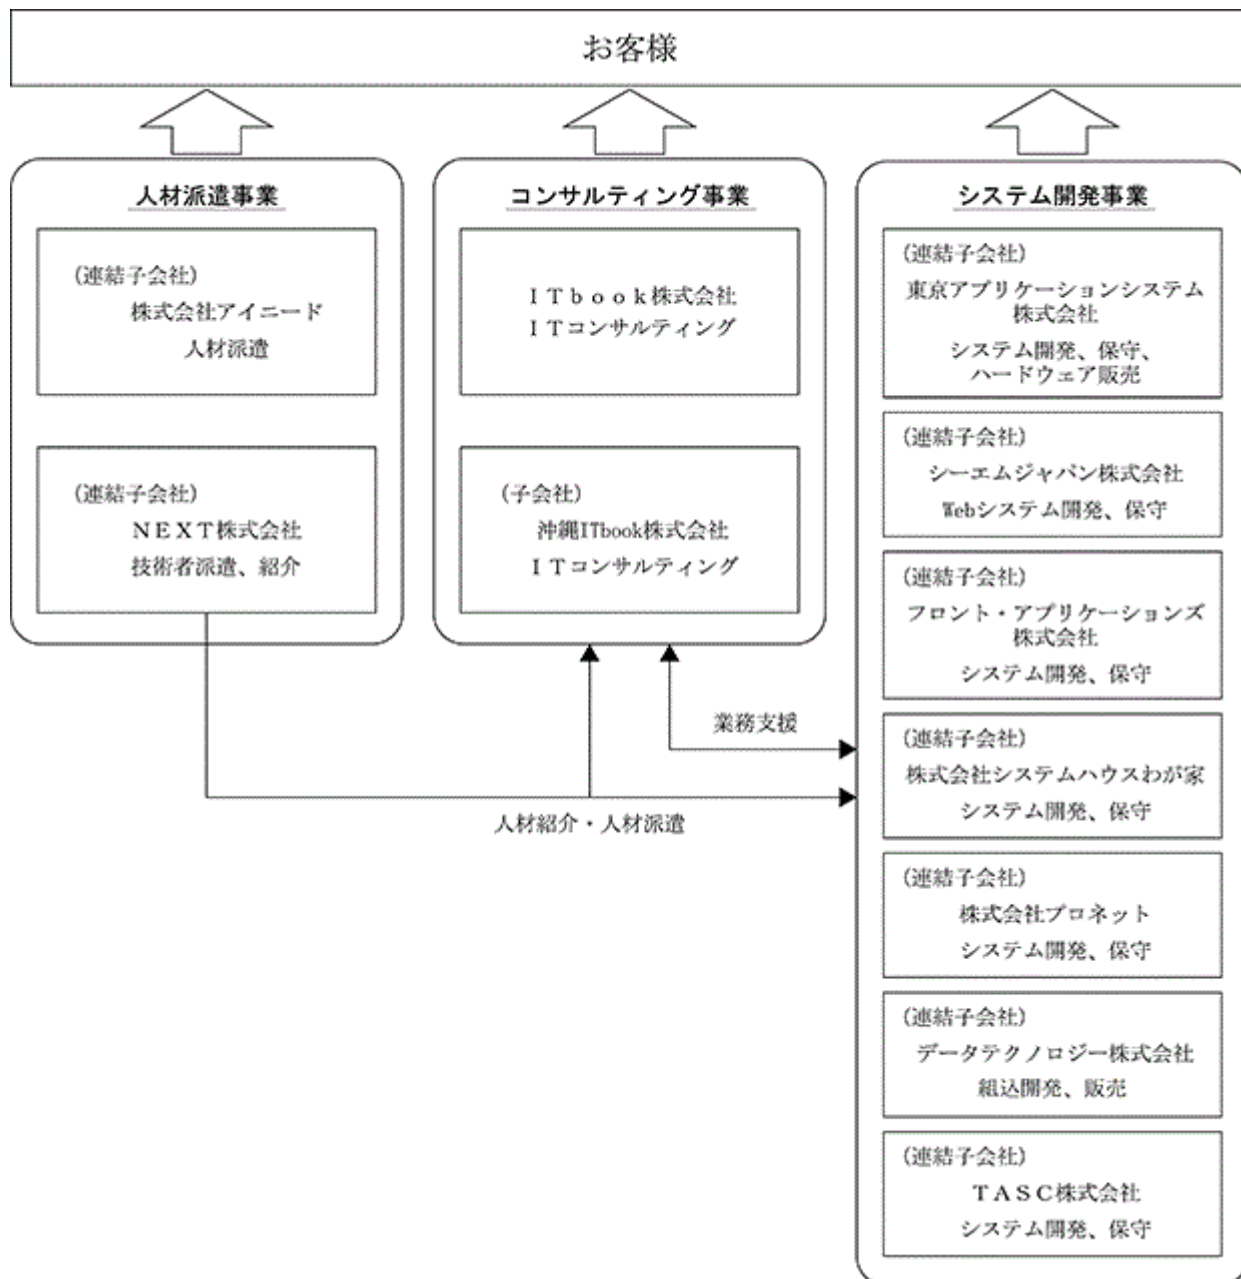 お客様
人材派遣事業
(連結子会社)
株式会社アイニード
人材派遣
(連結子会社)
ＮＥＸＴ株式会社
技術者派遣、紹介
コンサルティング事業
ＩＴｂｏｏｋ株式会社
ＩＴコンサルティング
(子会社)
沖縄ITbook株式会社
ＩＴコンサルティング
業務支援
人材紹介・人材派遣
システム開発事業
(連結子会社)
東京アプリケーションシステム
株式会社
システム開発、保守、
ハードウェア販売
(連結子会社)
シーエムジャパン株式会社
Webシステム開発、保守
(連結子会社)
フロント・アプリケーションズ
株式会社
システム開発、保守
(連結子会社)
株式会社システムハウスわが家
システム開発、保守
(連結子会社)
株式会社プロネット
システム開発、保守
(連結子会社)
データテクノロジー株式会社
組込開発、販売
(連結子会社)
ＴＡＳＣ株式会社
システム開発、保守